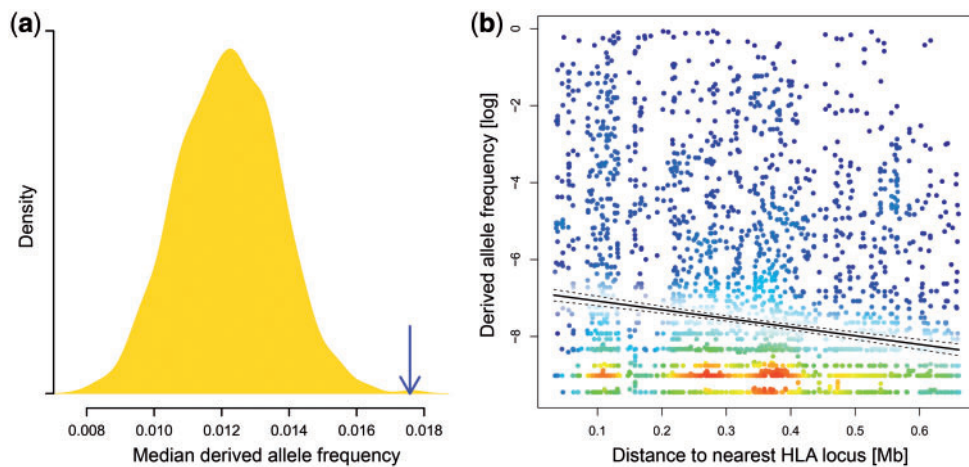 (a)
Density
0.008 0.010 0.012 0.014 0.016 0.018
Median derived allele frequency
(b)
Derived allele frequency [log]
0
-2
-4
-6
-8
0.1 0.2 0.3 0.4 0.5 0.6
Distance to nearest HLA locus [Mb]